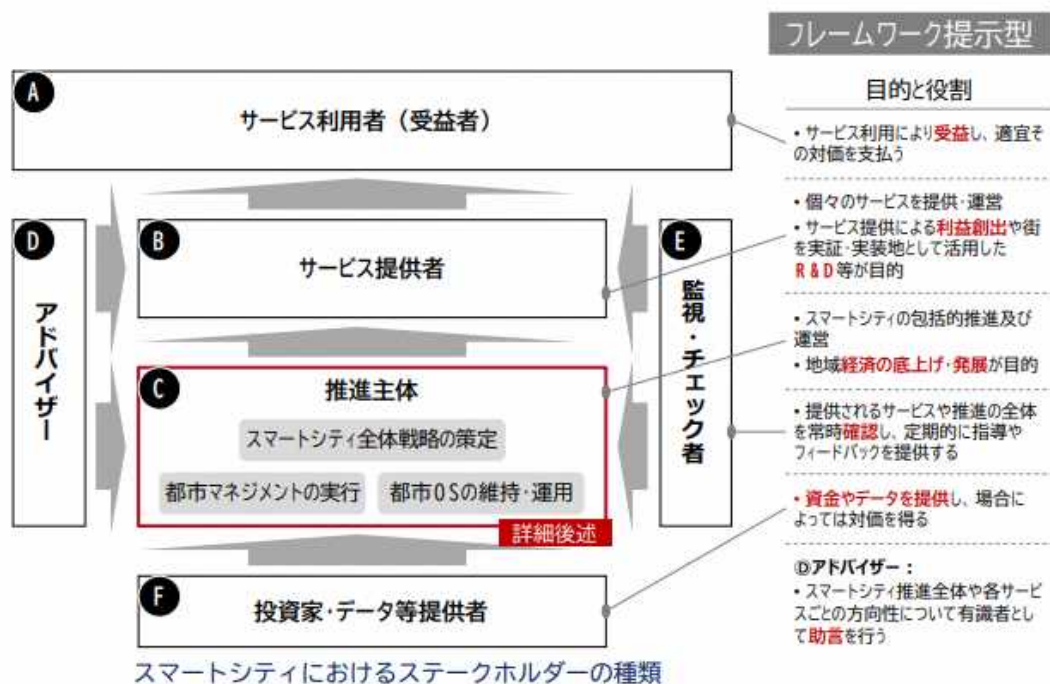 フレームワーク提示型
A
サービス利用者（受益者）
D
アドバイザー
B
サービス提供者
E
監視・チェック者
C
推進主体
スマートシティ全体戦略の策定
都市マネジメントの実行
都市OSの維持・運用
詳細後述
F
投資家・データ等提供者
スマートシティにおけるステークホルダーの種類
目的と役割
・サービス利用により受益し、適宜そ
の対価を支払う
・個々のサービスを提供・運営
・サービス提供による利益創出や街
を実証・実装地として活用した
R＆D等が目的
・スマートシティの包括的推進及び
運営
・地域経済の底上げ・発展が目的
・提供されるサービスや推進の全体
を常時確認し、定期的に指導や
フィードバックを提供する
・資金やデータを提供し、場合に
よっては対価を得る
Ⓓアドバイザー：
・スマートシティ推進全体や各サービ
スごとの方向性について有識者とし
て助言を行う